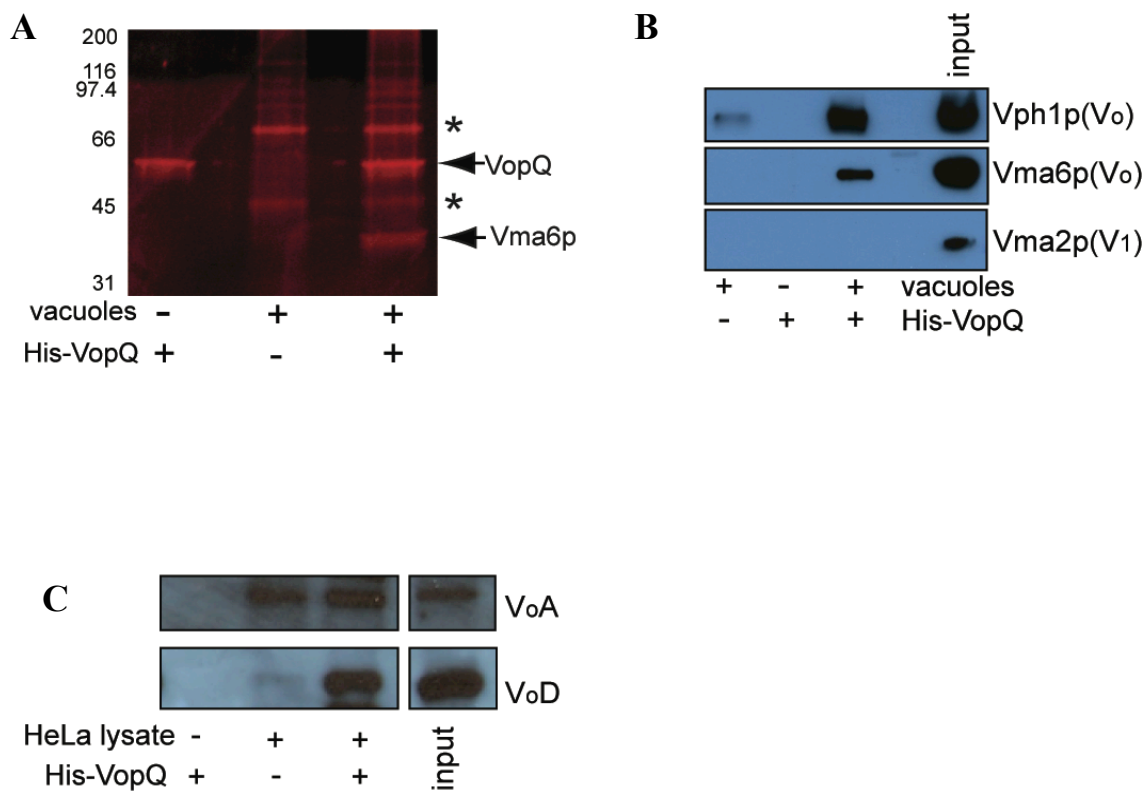 A
200
116
97.4
66
45
31
*
VopQ
*
Vma6p
vacuoles - + +
His-VopQ + - +
B
input
Vph1p(Vo)
Vma6p(Vo)
Vma2p(V1)
+ - + vacuoles
- + + His-VopQ
C
VoA
VoD
HeLa lysate - + +
His-VopQ + - +
input